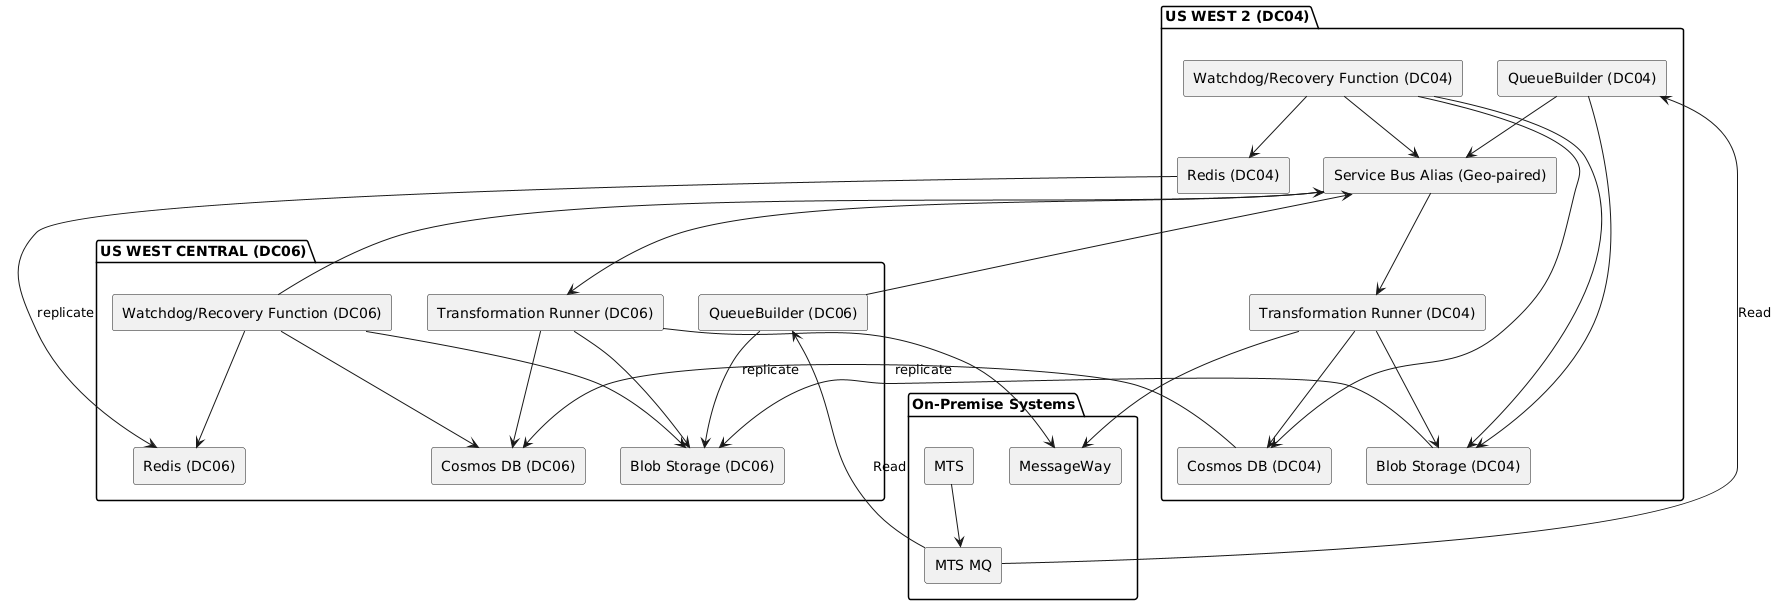 US WEST 2 (DC04)
Watchdog/Recovery Function (DC04)
QueueBuilder (DC04)
Redis (DC04)
Service Bus Alias (Geo-paired)
US WEST CENTRAL (DC06)
Watchdog/Recovery Function (DC06)
Transformation Runner (DC06)
QueueBuilder (DC06)
Transformation Runner (DC04)
replicate
Read
replicate
replicate
On-Premise Systems
Redis (DC06)
Cosmos DB (DC06)
Blob Storage (DC06)
Read
MTS
MessageWay
Cosmos DB (DC04)
Blob Storage (DC04)
MTS MQ